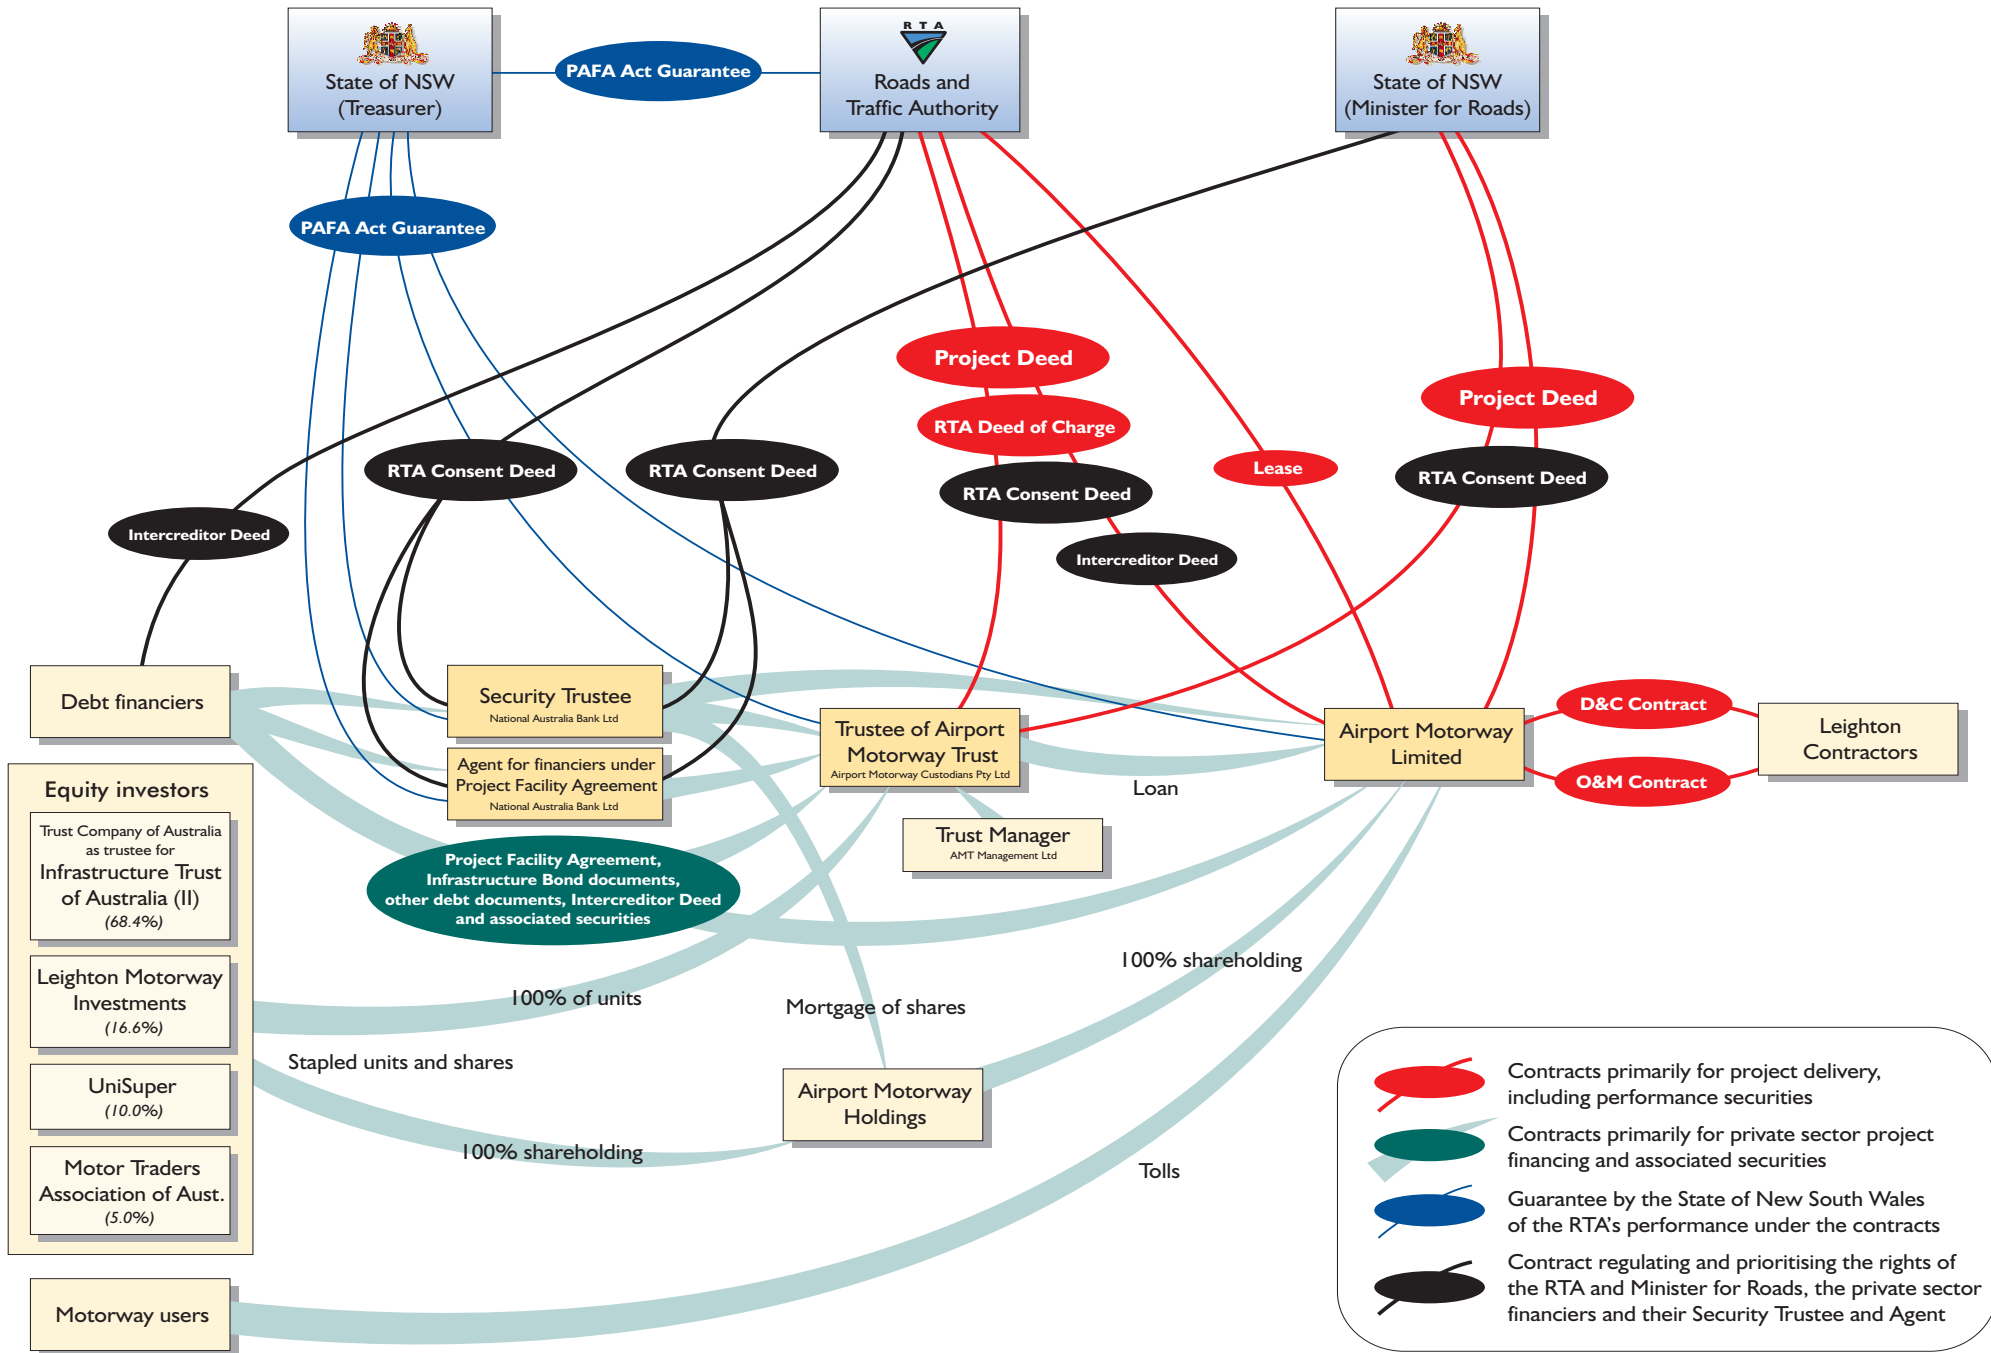 State of NSW
(Treasurer)
PAFA Act Guarantee
R T A
Roads and
Traffic Authority
State of NSW
(Minister for Roads)
PAFA Act Guarantee
Project Deed
RTA Deed of Charge
RTA Consent Deed
Intercreditor Deed
Lease
Project Deed
RTA Consent Deed
RTA Consent Deed
RTA Consent Deed
Intercreditor Deed
Debt financiers
Security Trustee
National Australia Bank Ltd
Agent for financiers under
Project Facility Agreement
National Australia Bank Ltd
Trustee of Airport
Motorway Trust
Airport Motorway Custodians Pty Ltd
Loan
Airport Motorway
Limited
D&C Contract
O&M Contract
Leighton
Contractors
Trust Manager
AMT Management Ltd
Project Facility Agreement,
Infrastructure Bond documents,
other debt documents, Intercreditor Deed
and associated securities
Equity investors
Trust Company of Australia
as trustee for
Infrastructure Trust
of Australia (II)
(68.4%)
Leighton Motorway
Investments
(16.6%)
UniSuper
(10.0%)
Motor Traders
Association of Aust.
(5.0%)
100% of units
Stapled units and shares
100% shareholding
Mortgage of shares
100% shareholding
Airport Motorway
Holdings
Tolls
Motorway users
Contracts primarily for project delivery,
including performance securities
Contracts primarily for private sector project
financing and associated securities
Guarantee by the State of New South Wales
of the RTA’s performance under the contracts
Contract regulating and prioritising the rights of
the RTA and Minister for Roads, the private sector
financiers and their Security Trustee and Agent